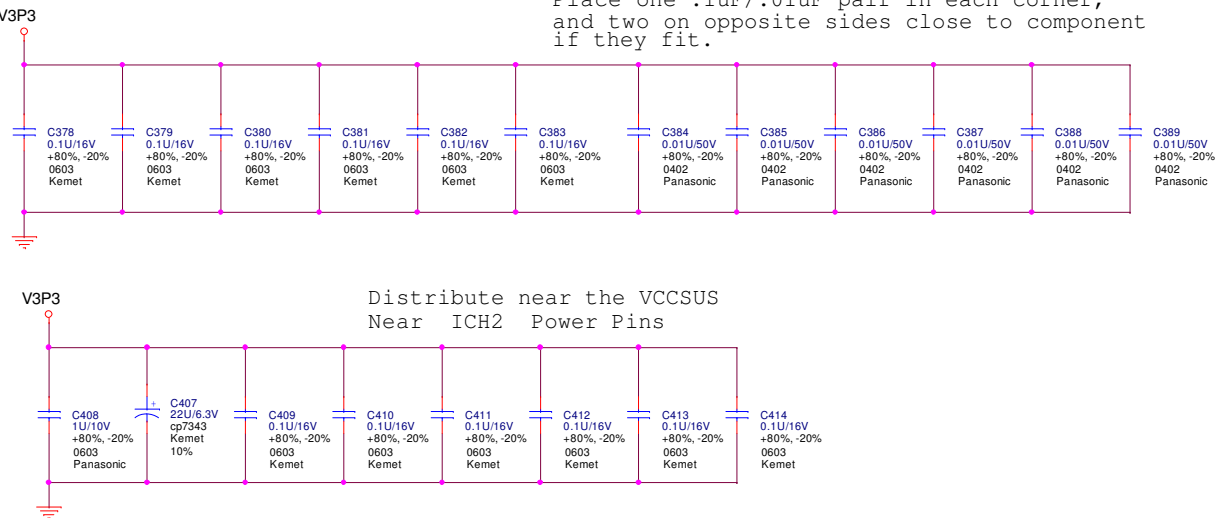 Place one .1uF/.01uF pair in each corner,
and two on opposite sides close to component
if they fit.
V3P3
C378
0.1U/16V
+80%, -20%
0603
Kemet
C379
0.1U/16V
+80%, -20%
0603
Kemet
C380
0.1U/16V
+80%, -20%
0603
Kemet
C381
0.1U/16V
+80%, -20%
0603
Kemet
C382
0.1U/16V
+80%, -20%
0603
Kemet
C383
0.1U/16V
+80%, -20%
0603
Kemet
C384
0.01U/50V
+80%, -20%
0402
Panasonic
C385
0.01U/50V
+80%, -20%
0402
Panasonic
C386
0.01U/50V
+80%, -20%
0402
Panasonic
C387
0.01U/50V
+80%, -20%
0402
Panasonic
C388
0.01U/50V
+80%, -20%
0402
Panasonic
C389
0.01U/50V
+80%, -20%
0402
Panasonic
V3P3
Distribute near the VCCSUS
Near ICH2 Power Pins
C408
1U/10V
+80%, -20%
0603
Panasonic
+
C407
22U/6.3V
cp7343
Kemet
10%
C409
0.1U/16V
+80%, -20%
0603
Kemet
C410
0.1U/16V
+80%, -20%
0603
Kemet
C411
0.1U/16V
+80%, -20%
0603
Kemet
C412
0.1U/16V
+80%, -20%
0603
Kemet
C413
0.1U/16V
+80%, -20%
0603
Kemet
C414
0.1U/16V
+80%, -20%
0603
Kemet